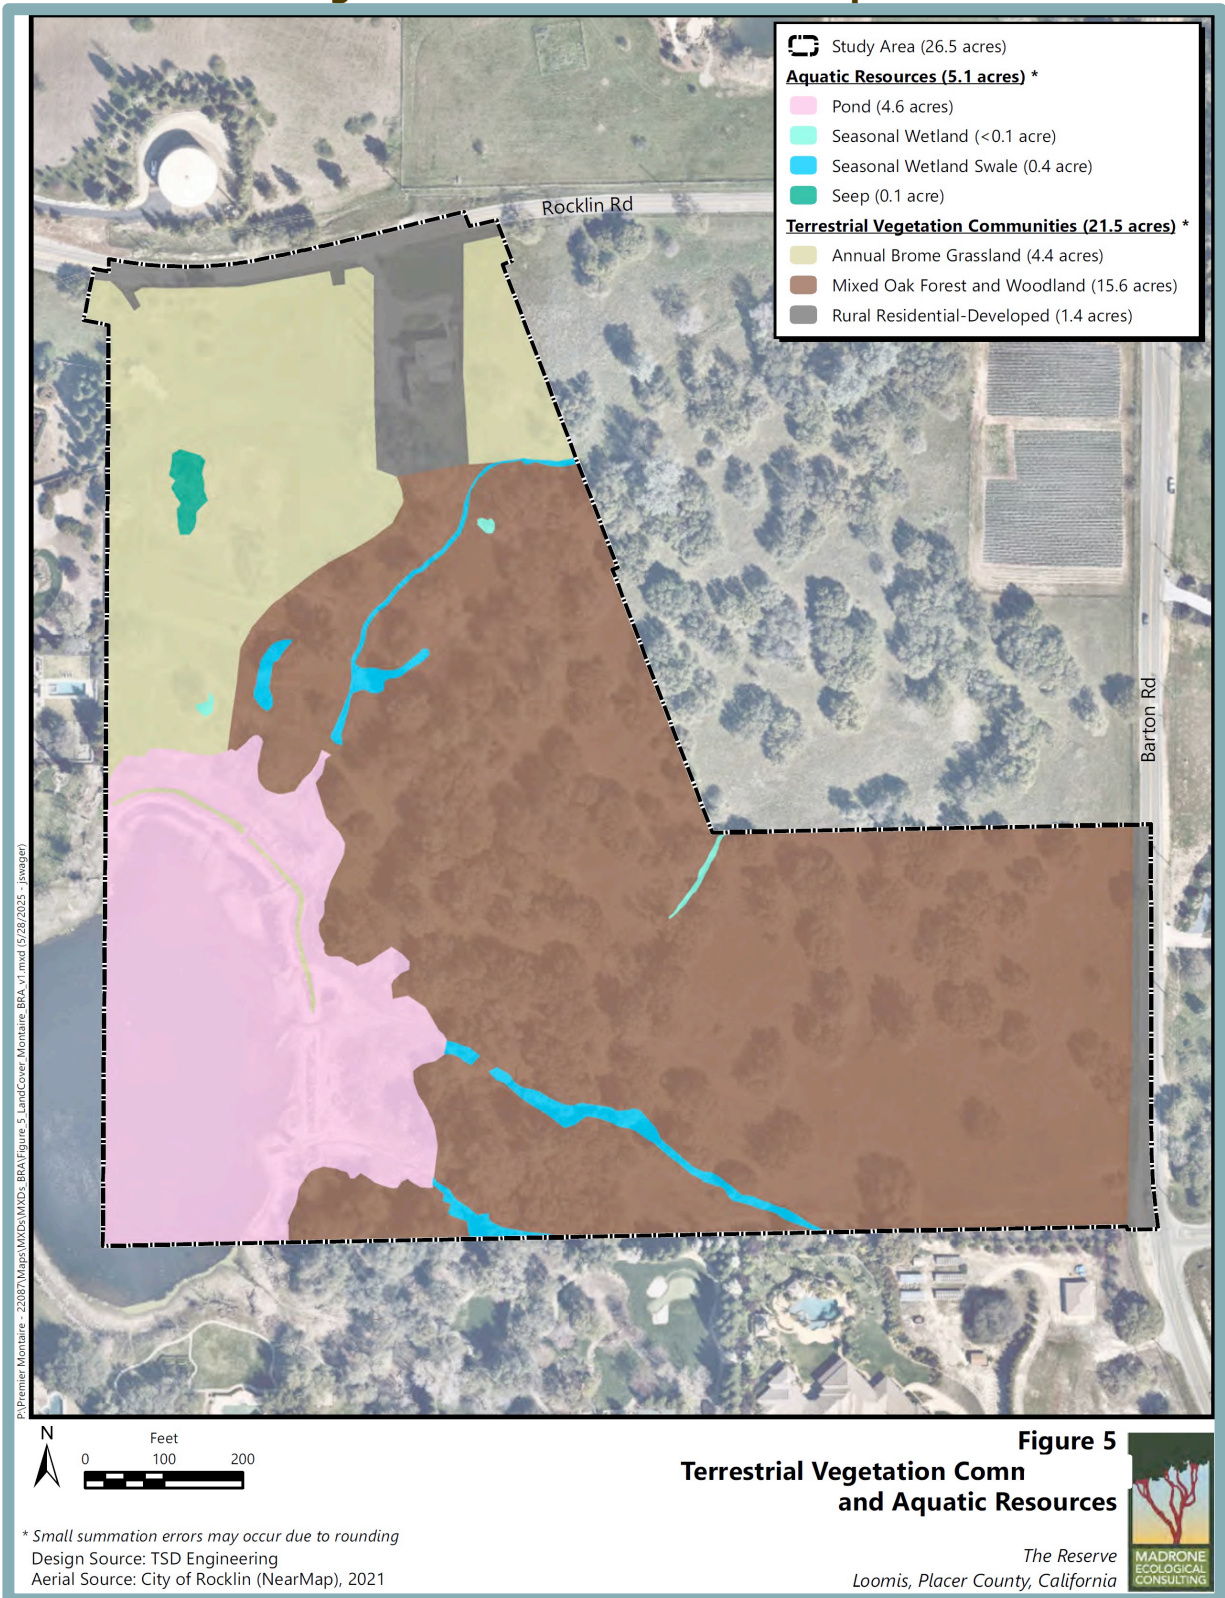 Study Area (26.5 acres)
Aquatic Resources (5.1 acres) *
Pond (4.6 acres)
Seasonal Wetland (<0.1 acre)
Seasonal Wetland Swale (0.4 acre)
Seep (0.1 acre)
Terrestrial Vegetation Communities (21.5 acres) *
Annual Brome Grassland (4.4 acres)
Mixed Oak Forest and Woodland (15.6 acres)
Rural Residential-Developed (1.4 acres)
Rocklin Rd
Barton Rd
P:\Premier Montaire - 22087\Maps\MXDs\MXDs_BRA\Figure_5_LandCover_Montaire_BRA_v1.mxd (5/28/2025 - jswager)
N
Feet
0 100 200
Figure 5
Terrestrial Vegetation Comn
and Aquatic Resources
* Small summation errors may occur due to rounding
Design Source: TSD Engineering
Aerial Source: City of Rocklin (NearMap), 2021
The Reserve
Loomis, Placer County, California
MADRONE
ECOLOGICAL
CONSULTING